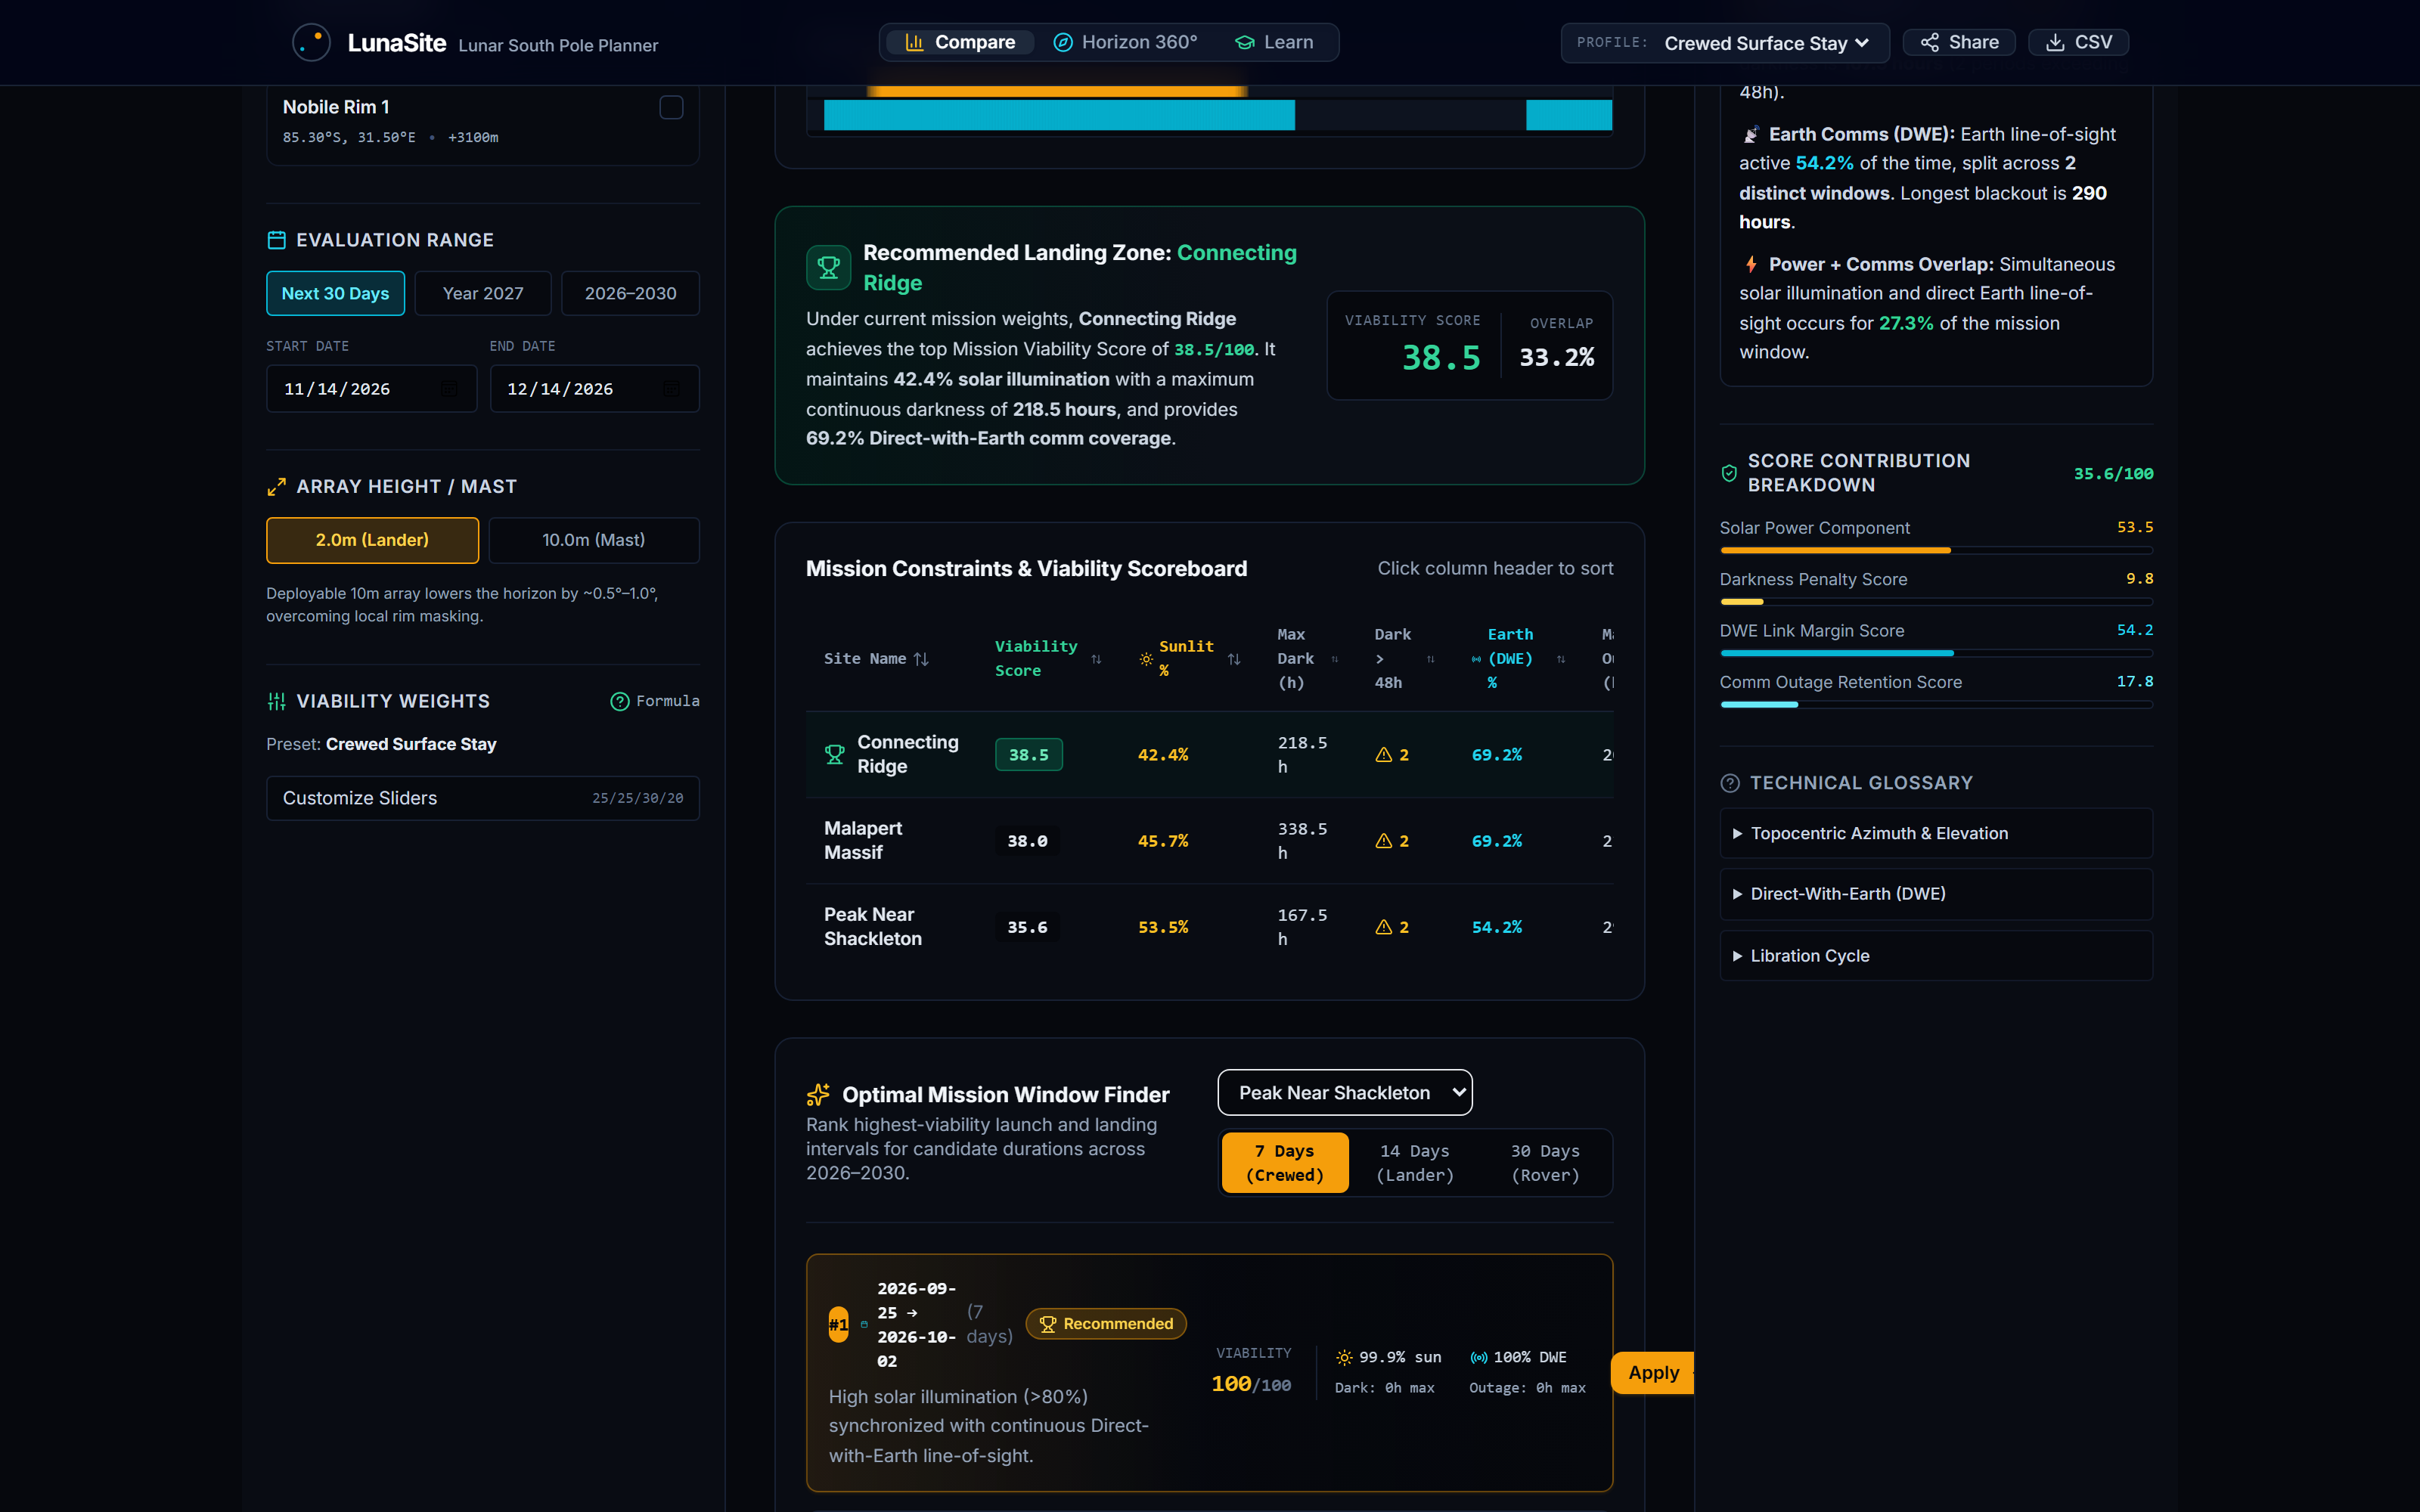 LunaSite Lunar South Pole Planner
Compare
Horizon 360°
Learn
PROFILE: Crewed Surface Stay
Share
CSV
Nobile Rim 1
85.30°S, 31.50°E • +3100m
EVALUATION RANGE
Next 30 Days
Year 2027
2026–2030
START DATE
END DATE
11/14/2026
12/14/2026
ARRAY HEIGHT / MAST
2.0m (Lander)
10.0m (Mast)
Deployable 10m array lowers the horizon by ~0.5°–1.0°,
overcoming local rim masking.
VIABILITY WEIGHTS
Formula
Preset: Crewed Surface Stay
Customize Sliders
25/25/30/20
Recommended Landing Zone: Connecting
Ridge
Under current mission weights, Connecting Ridge
achieves the top Mission Viability Score of 38.5/100. It
maintains 42.4% solar illumination with a maximum
continuous darkness of 218.5 hours, and provides
69.2% Direct-with-Earth comm coverage.
VIABILITY SCORE
38.5
OVERLAP
33.2%
Mission Constraints & Viability Scoreboard
Click column header to sort
Site Name
Viability
Score
Sunlit
%
Max
Dark
(h)
Dark
>
48h
Earth
(DWE)
%
Connecting
Ridge
38.5
42.4%
218.5
h
2
69.2%
Malapert
Massif
38.0
45.7%
338.5
h
2
69.2%
Peak Near
Shackleton
35.6
53.5%
167.5
h
2
54.2%
Optimal Mission Window Finder
Rank highest-viability launch and landing
intervals for candidate durations across
2026–2030.
Peak Near Shackleton
7 Days
(Crewed)
14 Days
(Lander)
30 Days
(Rover)
#1
2026-09-
25 →
2026-10-
02
(7
days)
Recommended
High solar illumination (>80%)
synchronized with continuous Direct-
with-Earth line-of-sight.
VIABILITY
100/100
99.9% sun
Dark: 0h max
100% DWE
Outage: 0h max
Apply
48h).
Earth Comms (DWE): Earth line-of-sight
active 54.2% of the time, split across 2
distinct windows. Longest blackout is 290
hours.
Power + Comms Overlap: Simultaneous
solar illumination and direct Earth line-of-
sight occurs for 27.3% of the mission
window.
SCORE CONTRIBUTION
BREAKDOWN
35.6/100
Solar Power Component 53.5
Darkness Penalty Score 9.8
DWE Link Margin Score 54.2
Comm Outage Retention Score 17.8
TECHNICAL GLOSSARY
Topocentric Azimuth & Elevation
Direct-With-Earth (DWE)
Libration Cycle